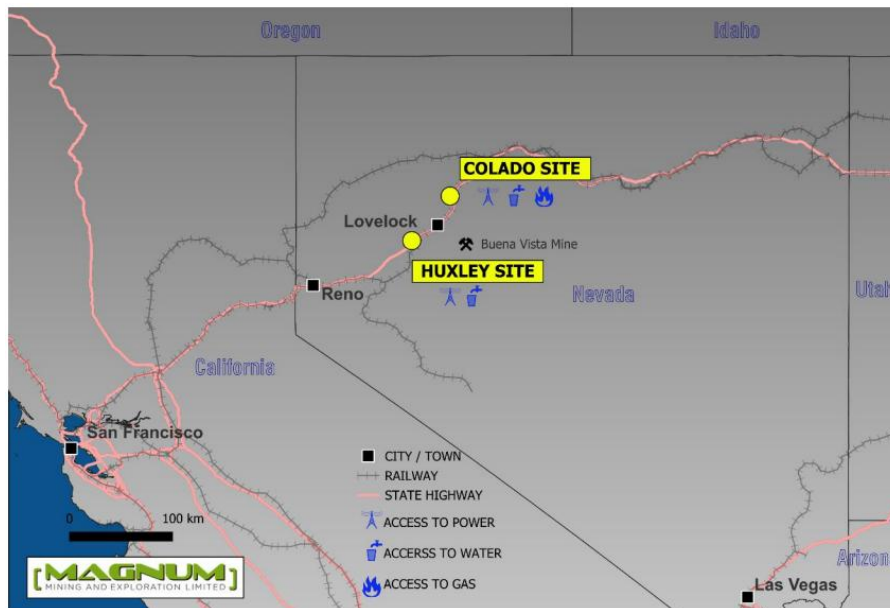 Oregon
Idaho
COLADO SITE
Lovelock
Buena Vista Mine
HUXLEY SITE
Reno
Nevada
Utah
California
San Francisco
CITY / TOWN
RAILWAY
STATE HIGHWAY
0 100 km
ACCESS TO POWER
ACCERSS TO WATER
ACCESS TO GAS
Arizon
Las Vegas
[MAGNUM]
MINING AND EXPLORATION LIMITED